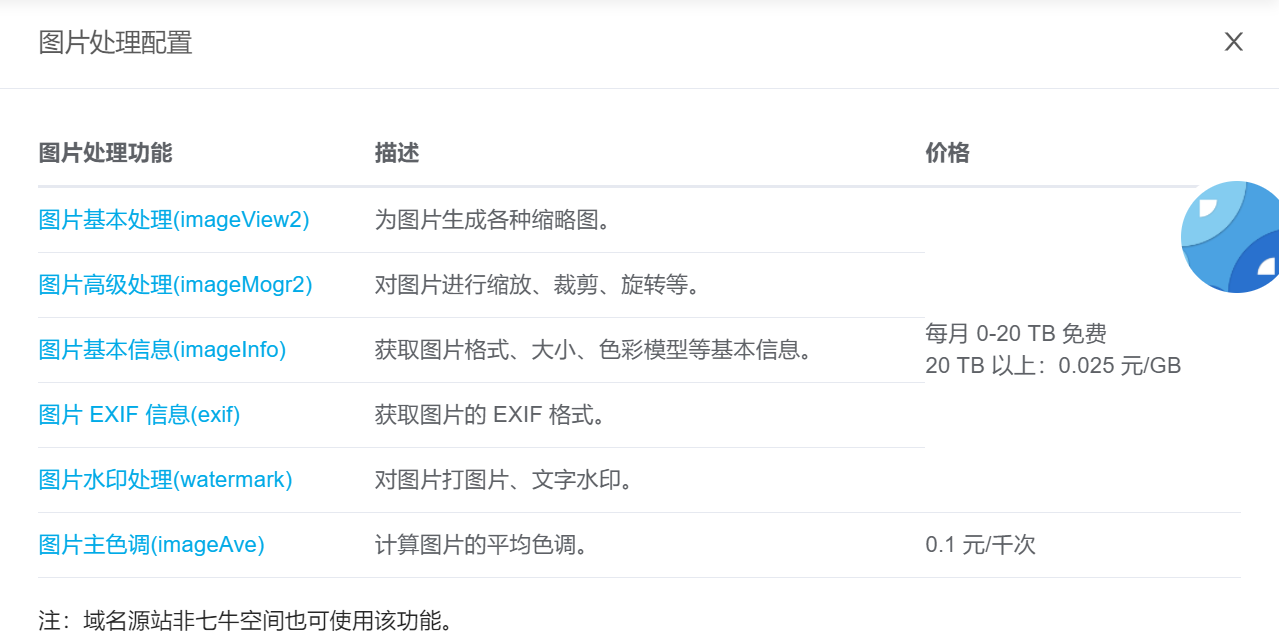 图片处理配置
图片处理功能 描述 价格
图片基本处理(imageView2) 为图片生成各种缩略图。
图片高级处理(imageMogr2) 对图片进行缩放、裁剪、旋转等。
图片基本信息(imageInfo) 获取图片格式、大小、色彩模型等基本信息。
每月 0-20 TB 免费
20 TB 以上：0.025 元/GB
图片 EXIF 信息(exif) 获取图片的 EXIF 格式。
图片水印处理(watermark) 对图片打图片、文字水印。
图片主色调(imageAve) 计算图片的平均色调。 0.1 元/千次
注：域名源站非七牛空间也可使用该功能。